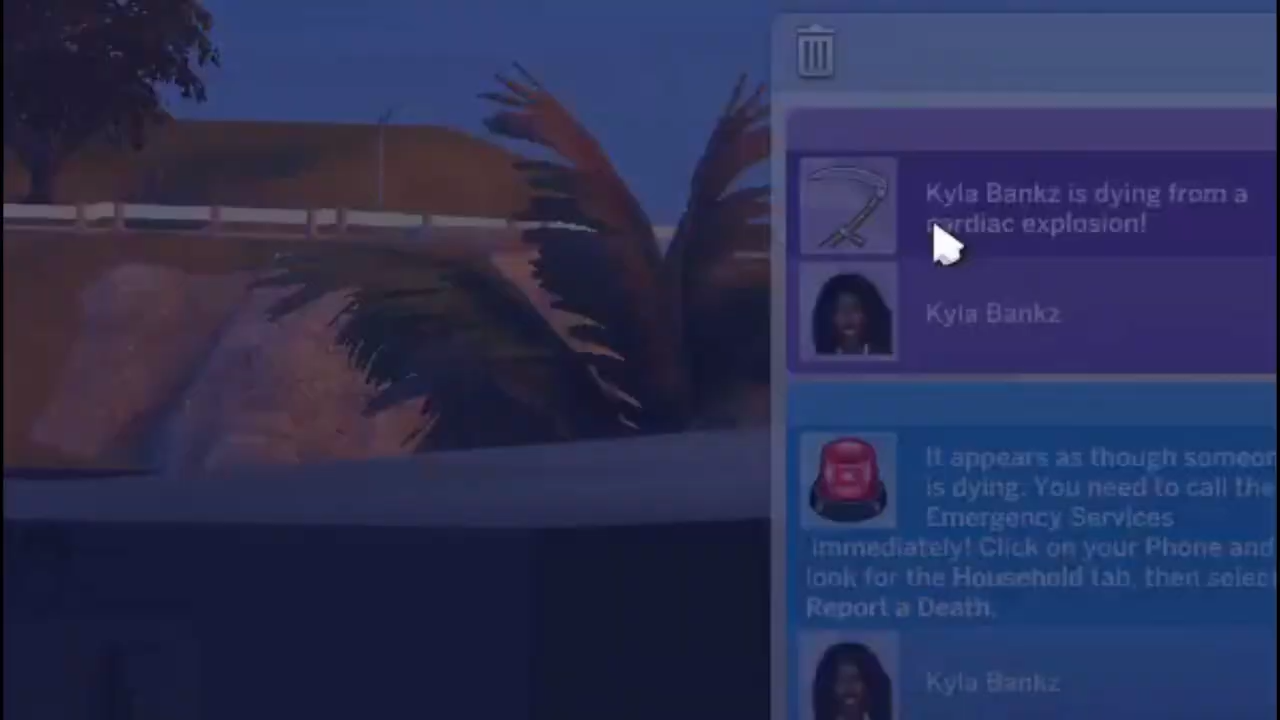 Kyla Bankz is dying from a
cardiac explosion!
Kyla Bankz
It appears as though
is dying. You need to call the
Emergency Services
immediately! Click on your Phone and
look for the Household tab, then
Report a Death.
Kyla Bankz